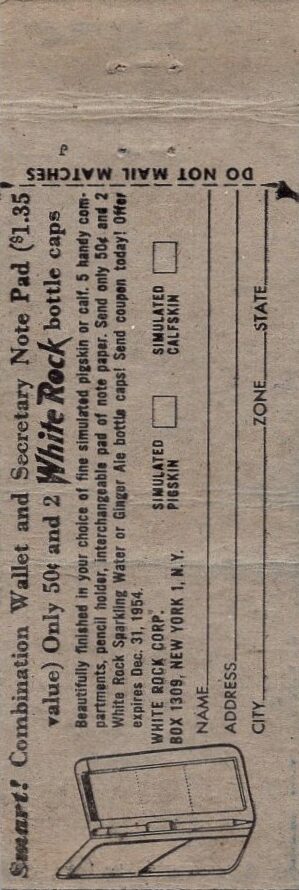 DO NOT MAIL MATCHES
Smart! Combination Wallet and Secretary Note Pad ($1.35
value) Only 50¢ and 2 White Rock bottle caps
Beautifully finished in your choice of fine simulated pigskin or calf. 5 handy com-
partments, pencil holder, interchangeable pad of note paper. Send only 50¢ and 2
White Rock Sparkling Water or Ginger Ale bottle caps! Send coupon today! Offer
expires Dec. 31, 1954.
WHITE ROCK CORP.
BOX 1309, NEW YORK 1, N.Y.
SIMULATED
PIGSKIN
SIMULATED
CALFSKIN
NAME
ADDRESS
CITY ZONE STATE